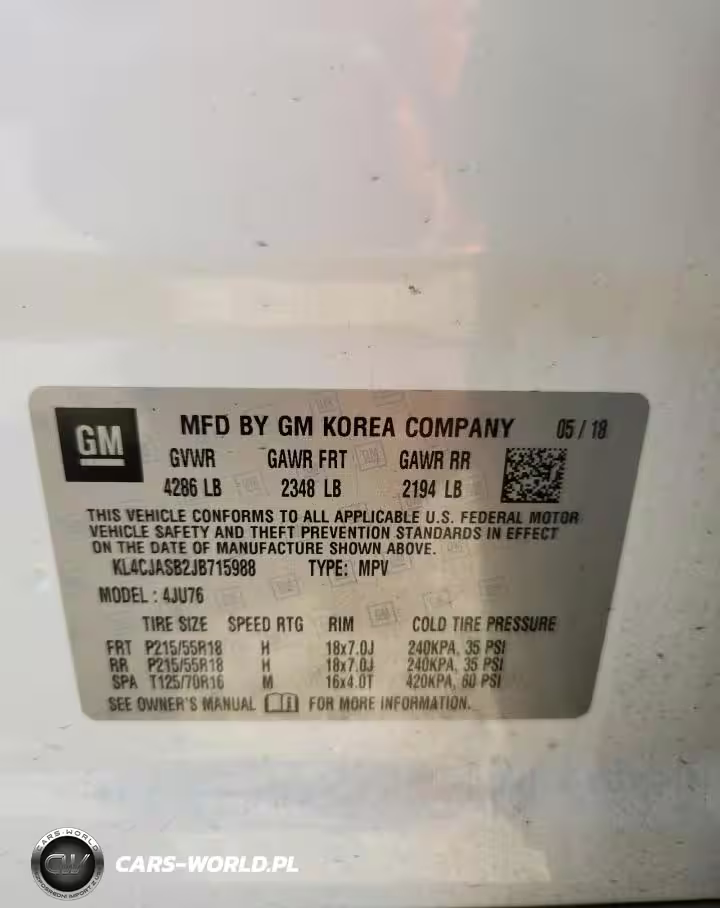 GM
MFD BY GM KOREA COMPANY 05 / 18
GVWR GAWR FRT GAWR RR
4286 LB 2348 LB 2194 LB
THIS VEHICLE CONFORMS TO ALL APPLICABLE U.S. FEDERAL MOTOR
VEHICLE SAFETY AND THEFT PREVENTION STANDARDS IN EFFECT
ON THE DATE OF MANUFACTURE SHOWN ABOVE.
KL4CJASB2JB715988 TYPE: MPV
MODEL : 4JU76
TIRE SIZE SPEED RTG RIM COLD TIRE PRESSURE
FRT P215/55R18 H 18x7.0J 240KPA, 35 PSI
RR P215/55R18 H 18x7.0J 240KPA, 35 PSI
SPA T125/70R16 M 16x4.0T 420KPA, 60 PSI
SEE OWNER'S MANUAL FOR MORE INFORMATION.
CARS-WORLD
CW
CARS-WORLD.PL